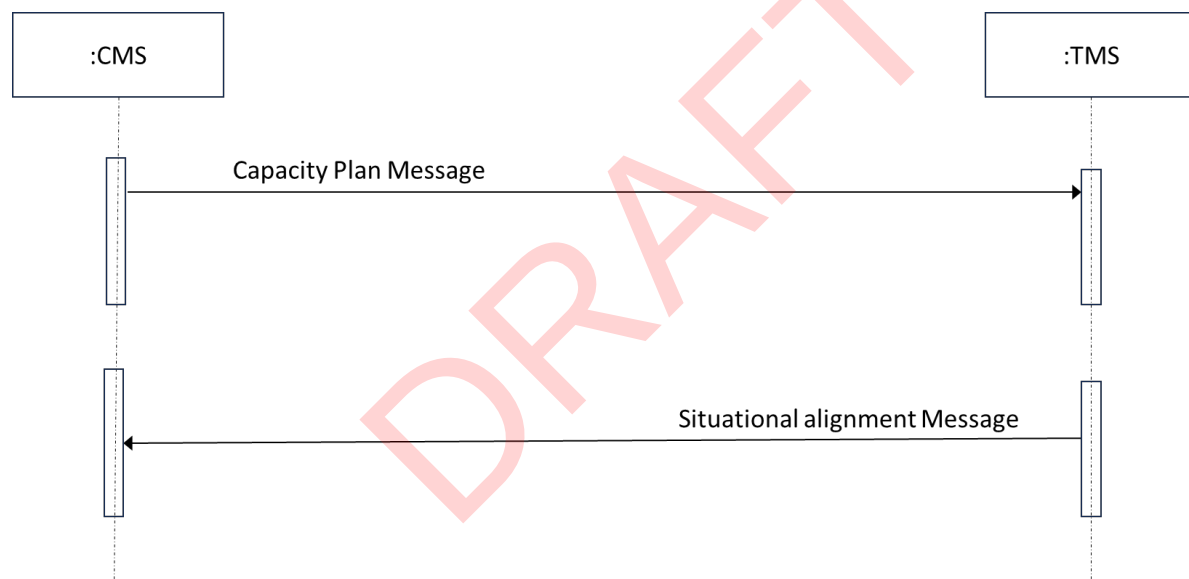 :CMS
:TMS
Capacity Plan Message
Situational alignment Message
DRAFT